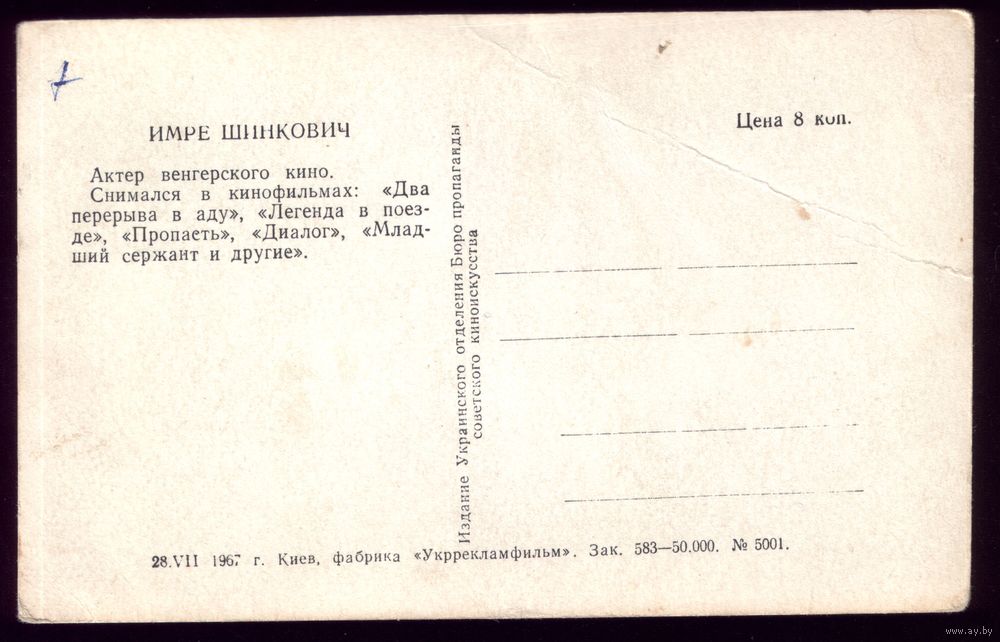 ИМРЕ ШИНКОВИЧ
Актер венгерского кино.
Снимался в кинофильмах: «Два
перерыва в аду», «Легенда в поез-
де», «Пропаеть», «Диалог», «Млад-
ший сержант и другие».
Издание Украинского отделения Бюро пропаганды
советского киноискусства
Цена 8 коп.
28.VII 1967 г. Киев, фабрика «Укррекламфильм». Зак. 583—50.000. № 5001.
www.ay.by